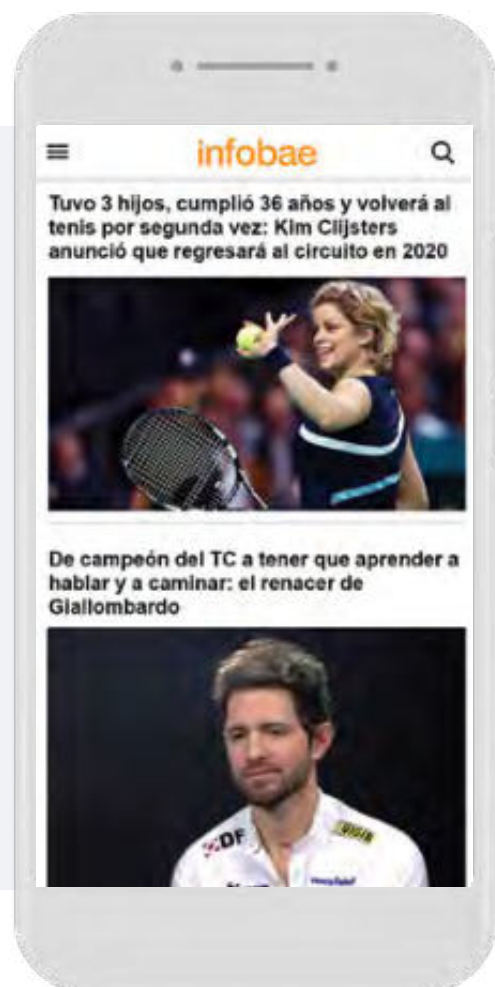 infobae
Tuvo 3 hijos, cumplió 36 años y volverá al
tenis por segunda vez: Kim Clijsters
anunció que regresará al circuito en 2020
De campeón del TC a tener que aprender a
hablar y a caminar: el renacer de
Giallombardo
DF